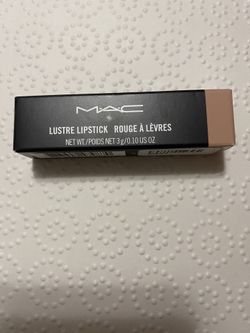 MAC
LUSTRE LIPSTICK ROUGE À LÈVRES
NET WT./POIDS NET 3 g/0.10 US OZ